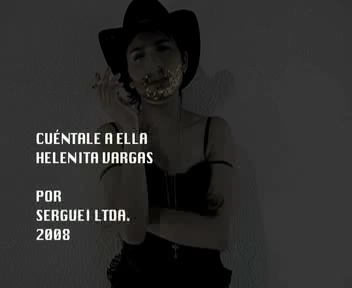 CUÉNTALE A ELLA
HELENITA VARGAS
POR
SERGUEI LTDA.
2008